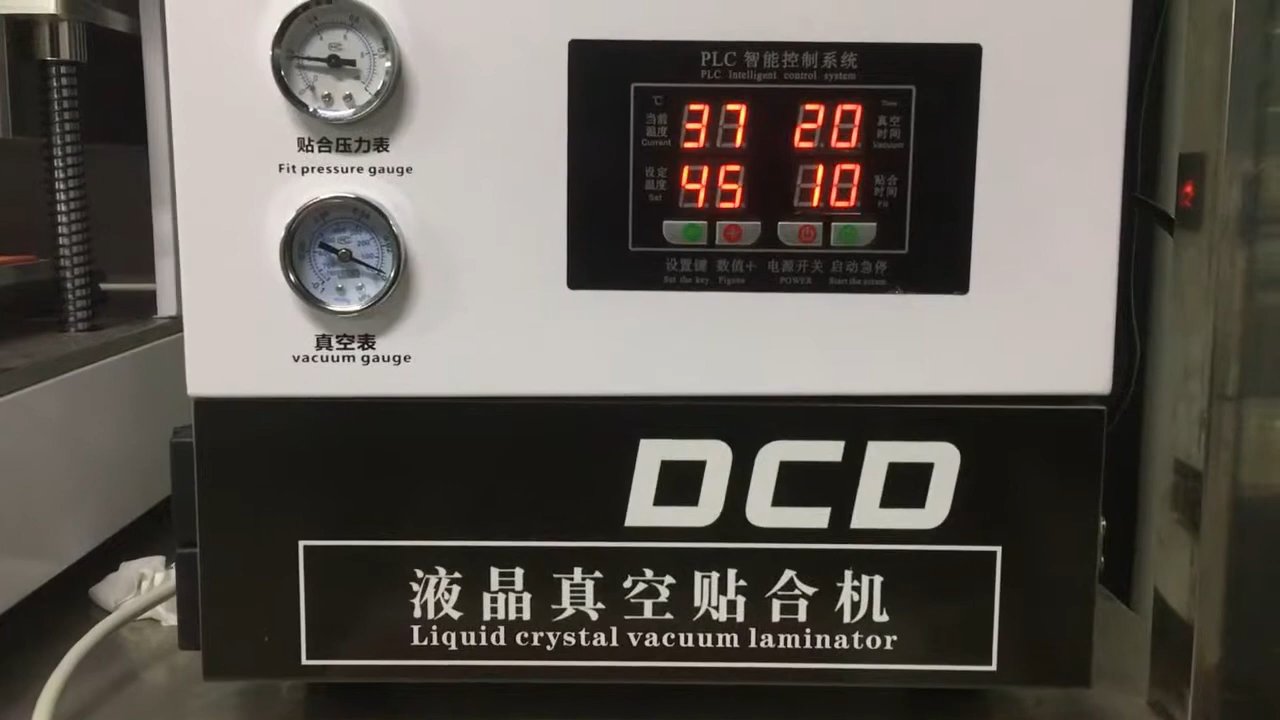 贴合压力表
Fit pressure gauge
真空表
vacuum gauge
PLC 智能控制系统
PLC Intelligent control system
℃
当前
温度
Current
37
20
Time
真空
时间
Vacuum
设定
温度
Set
45
10
贴合
时间
Fit
设置键 数值+ 电源开关 启动急停
Set the key POWER
DCD
液晶真空贴合机
Liquid crystal vacuum laminator